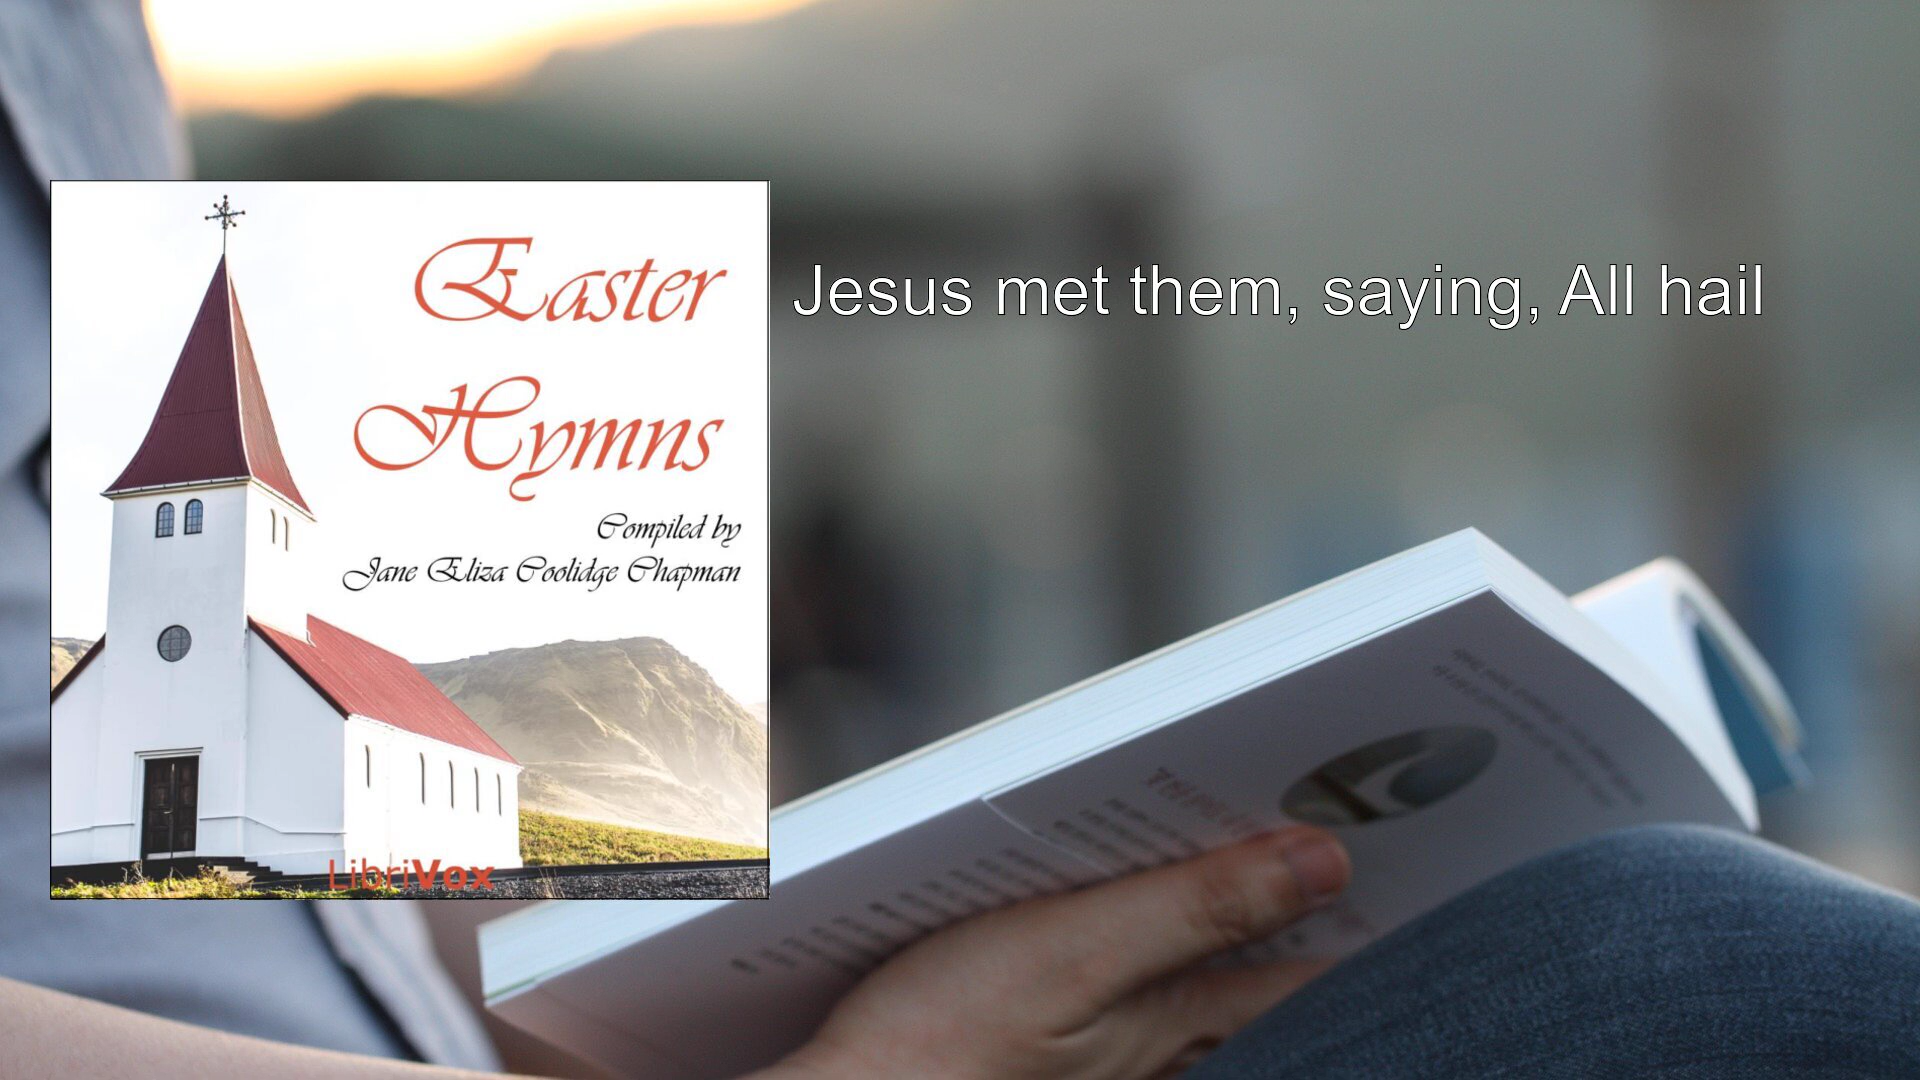 Easter
Hymns
Compiled by
Jane Eliza Coolidge Chapman
LibriVox
Jesus met them, saying, All hail